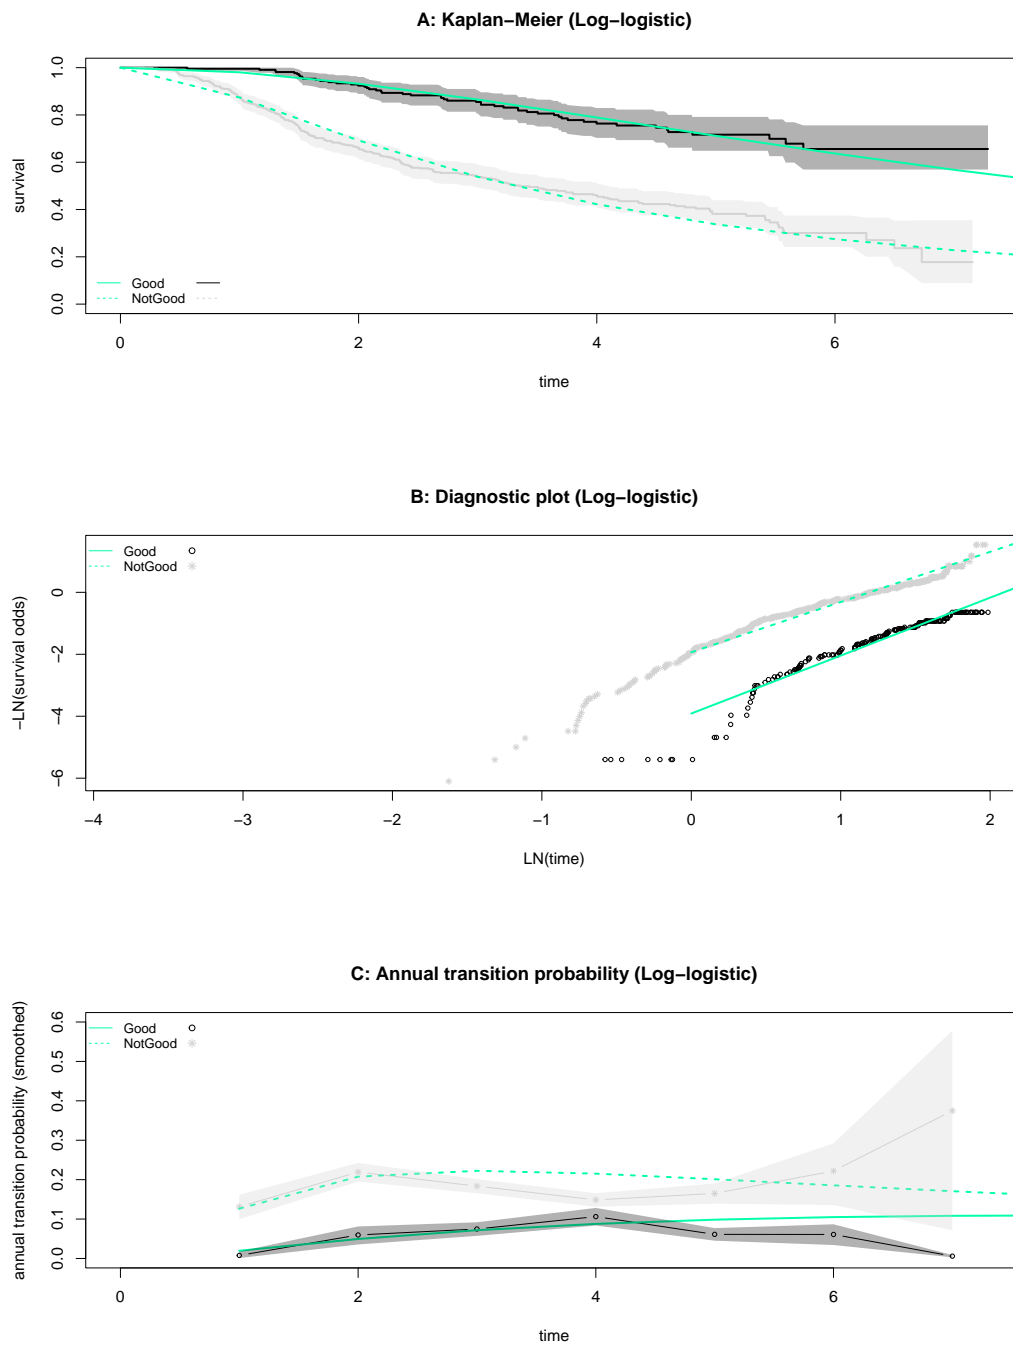 A: Kaplan−Meier (Log−logistic)
survival
1.0
0.8
0.6
0.4
0.2
0.0
Good
NotGood
0 2 4 6
time
B: Diagnostic plot (Log−logistic)
−LN(survival odds)
Good
NotGood
0
−2
−4
−6
−4 −3 −2 −1 0 1 2
LN(time)
C: Annual transition probability (Log−logistic)
annual transition probability (smoothed)
Good
NotGood
0.6
0.5
0.4
0.3
0.2
0.1
0.0
0 2 4 6
time